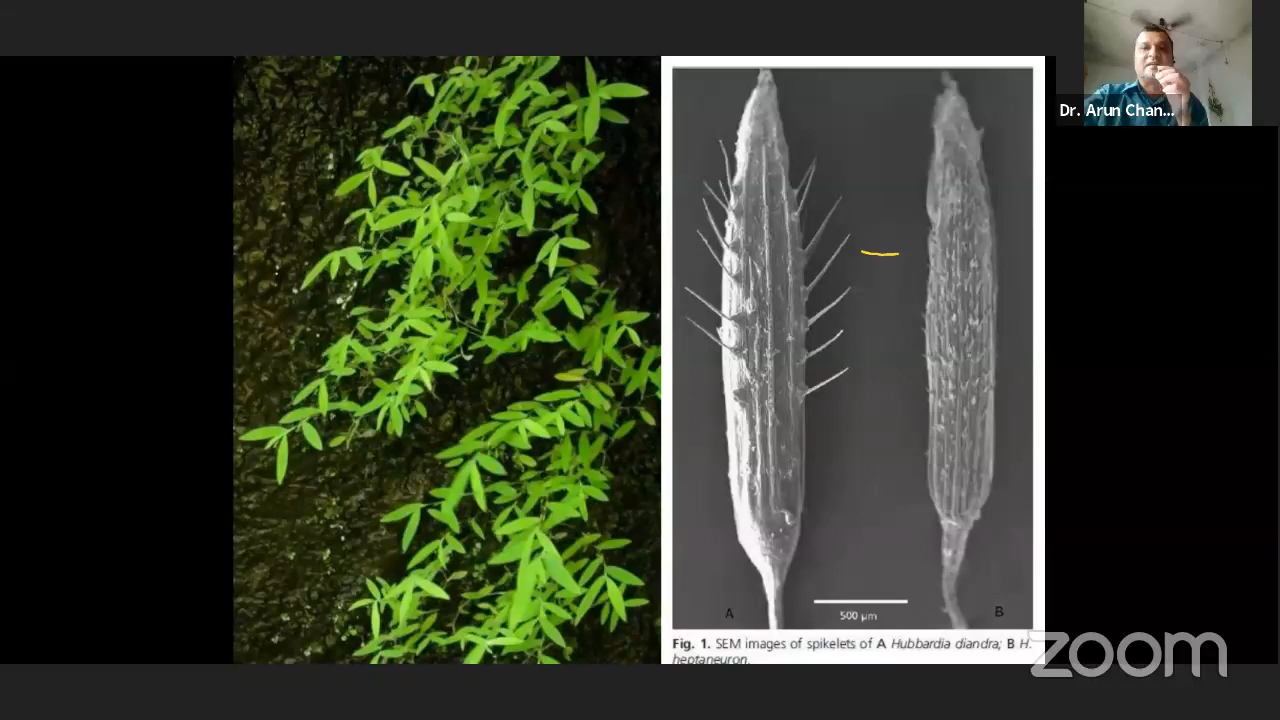 Dr. Arun Chan...
A
B
500 µm
Fig. 1. SEM images of spikelets of A Hubbardia diandra; B H.
heptaneuron.
zoom